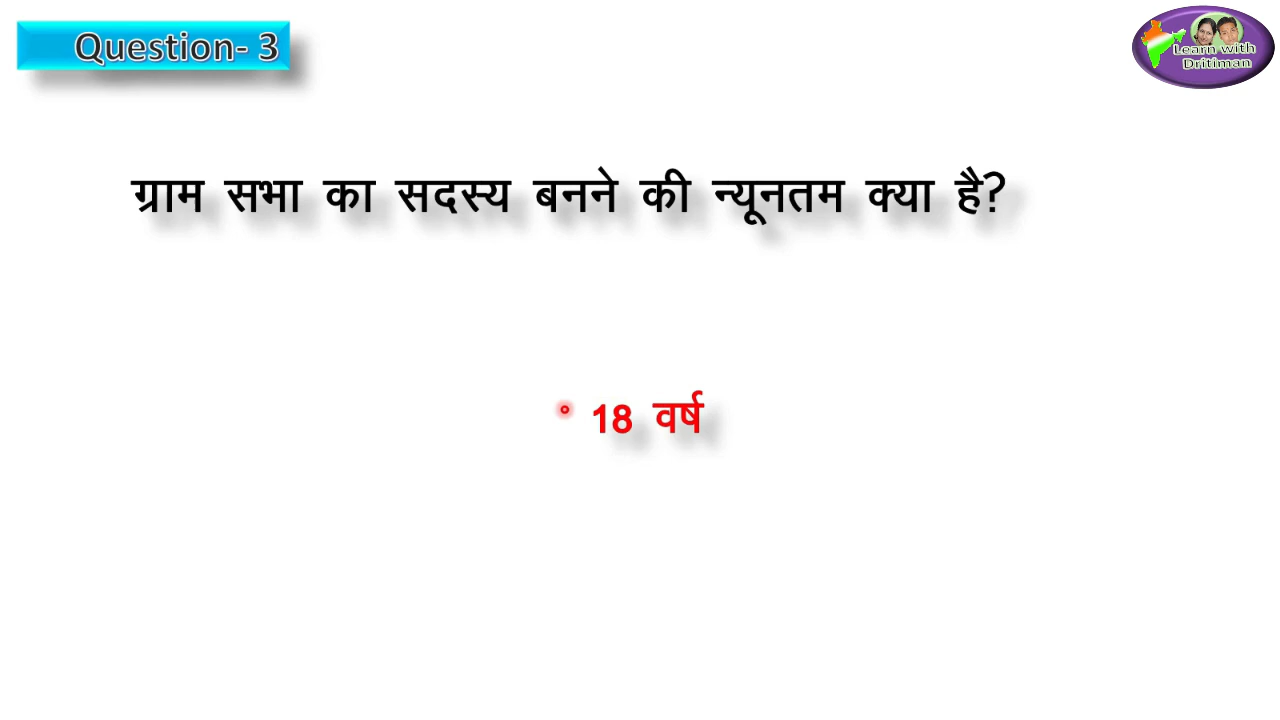 Question- 3
Learn with
Dritiman
ग्राम सभा का सदस्य बनने की न्यूनतम क्या है?
18 वर्ष